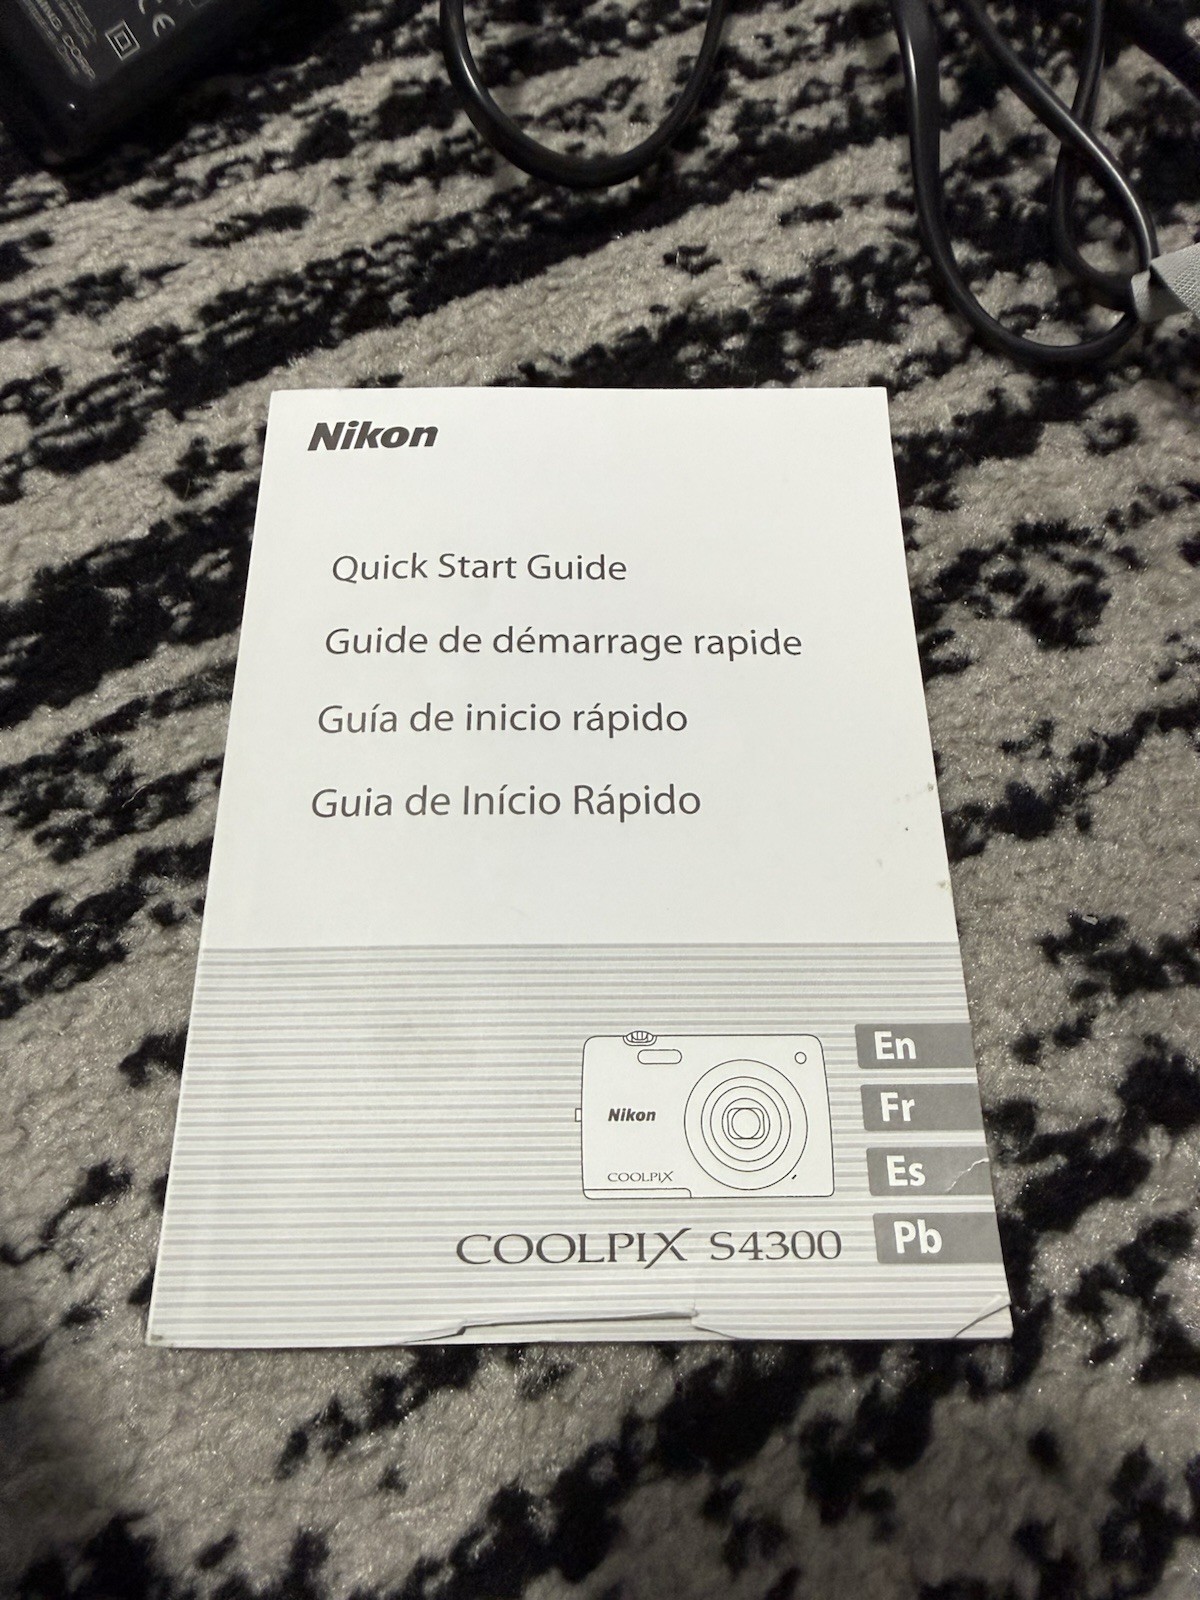 CORP
Nikon
Quick Start Guide
Guide de démarrage rapide
Guía de inicio rápido
Guia de Início Rápido
En
Fr
Nikon
Es
COOLPIX
Pb
COOLPIX S4300